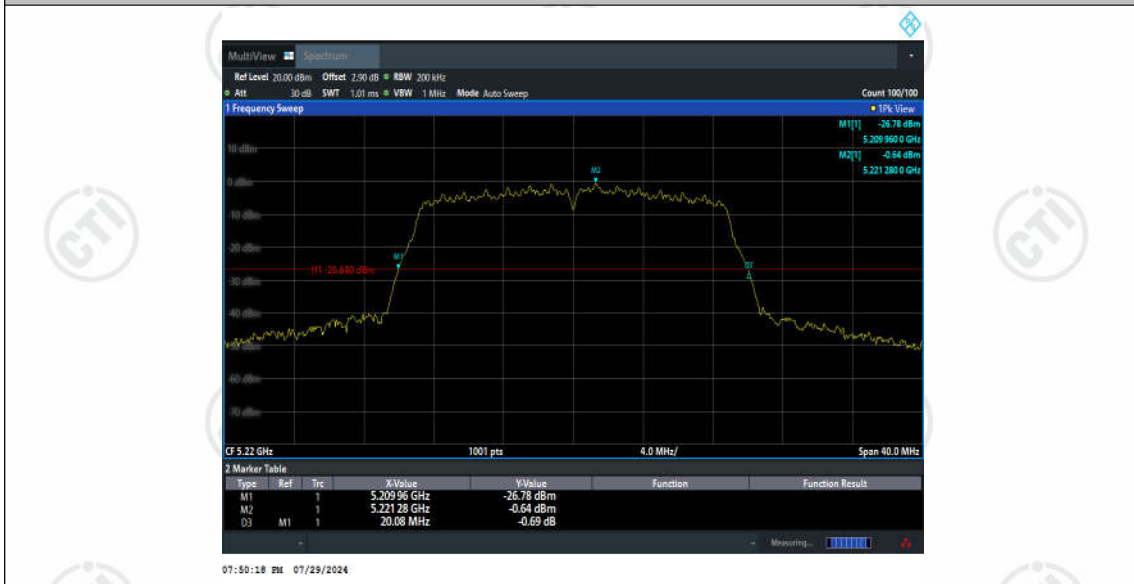 MultiView Spectrum
Ref Level 20.00 dBm Offset 2.90 dB RBW 200 kHz
Att 30 dB SWT 1.01 ms VBW 1 MHz Mode Auto Sweep Count 100/100
1 Frequency Sweep 1Pk View
M1[1] -26.78 dBm
5.209 960 0 GHz
M2[1] -0.64 dBm
5.221 280 0 GHz
10 dBm
M2
0 dBm
-10 dBm
-20 dBm
M1
D3
H1 -26.640 dBm
-30 dBm
-40 dBm
-50 dBm
-60 dBm
-70 dBm
CF 5.22 GHz 1001 pts 4.0 MHz/ Span 40.0 MHz
2 Marker Table
Type Ref Trc X-Value Y-Value Function Function Result
M1 1 5.209 96 GHz -26.78 dBm
M2 1 5.221 28 GHz -0.64 dBm
D3 M1 1 20.08 MHz -0.69 dB
Measuring...
07:50:18 PM 07/29/2024
CTI
CTI